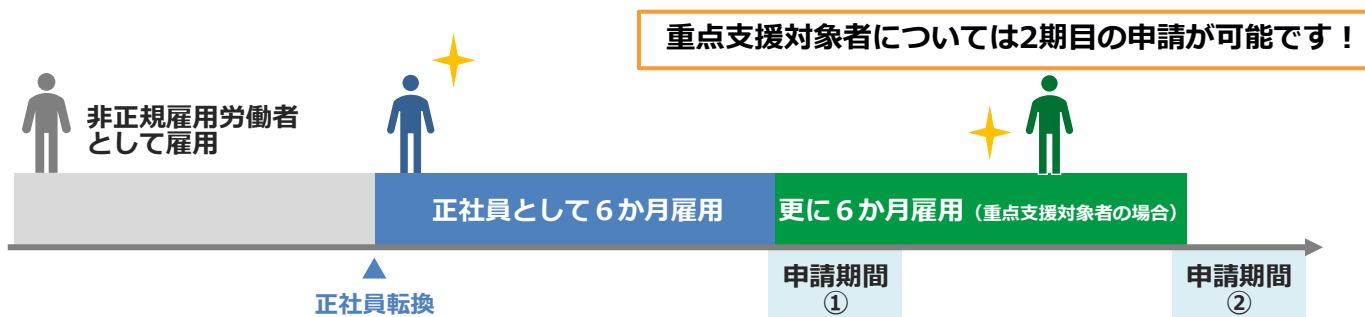 重点支援対象者については2期目の申請が可能です！
非正規雇用労働者
として雇用
正社員として６か月雇用
更に６か月雇用（重点支援対象者の場合）
正社員転換
申請期間
①
申請期間
②